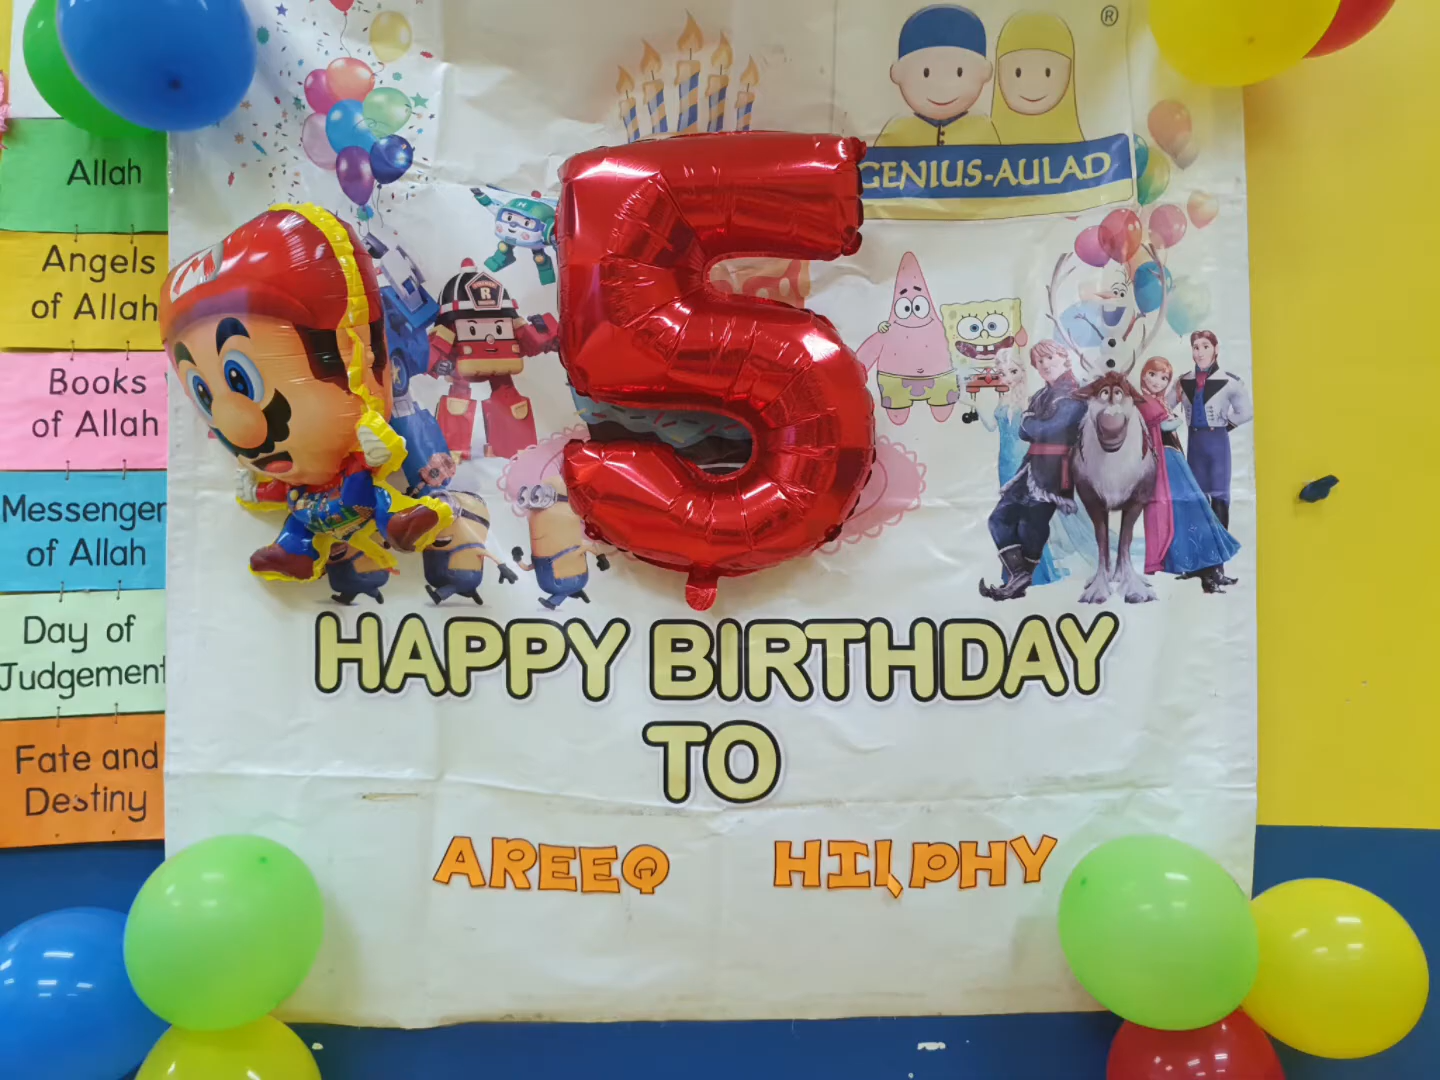 Allah
Angels
of Allah
Books
of Allah
Messenger
of Allah
Day of
Judgement
Fate and
Destiny
®
GENIUS-AULAD
5
M
R
HAPPY BIRTHDAY
TO
AREEQ HILPHY